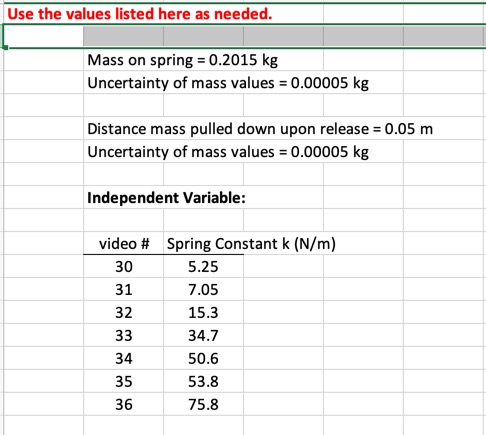 Use the values listed here as needed.
Mass on spring = 0.2015 kg
Uncertainty of mass values = 0.00005 kg
Distance mass pulled down upon release = 0.05 m
Uncertainty of mass values = 0.00005 kg
Independent Variable:
video # Spring Constant k (N/m)
30 5.25
31 7.05
32 15.3
33 34.7
34 50.6
35 53.8
36 75.8